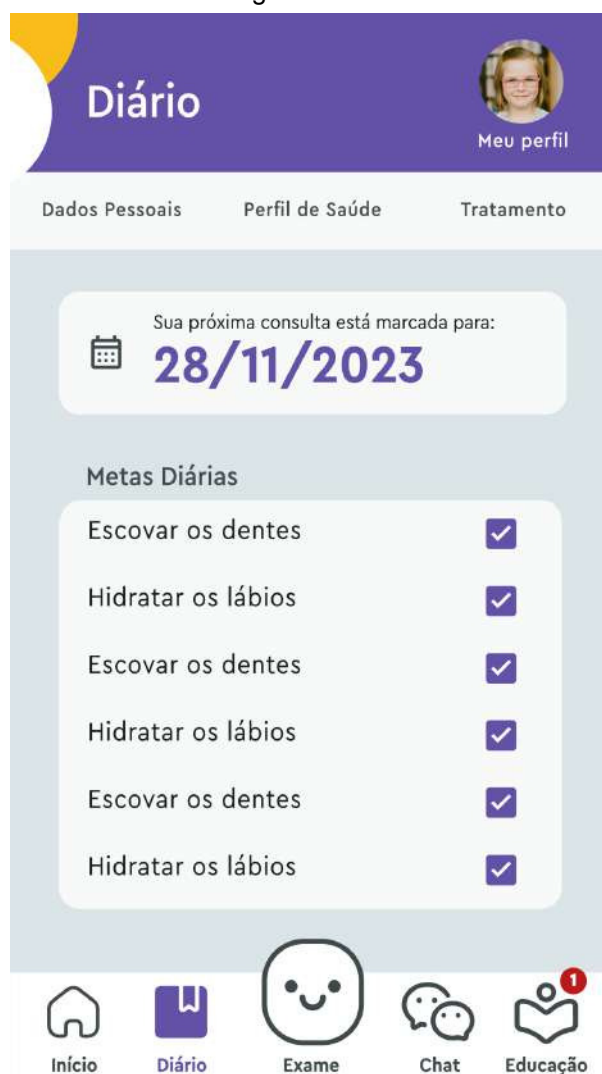 Diário
Meu perfil
Dados Pessoais Perfil de Saúde Tratamento
Sua próxima consulta está marcada para:
28/11/2023
Metas Diárias
Escovar os dentes
Hidratar os lábios
Escovar os dentes
Hidratar os lábios
Escovar os dentes
Hidratar os lábios
1
Início Diário Exame Chat Educação